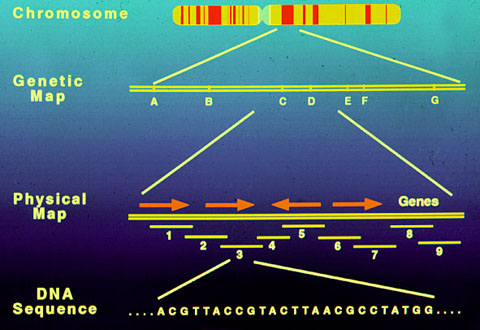 Chromosome
Genetic
Map
A B C D E F G
Physical
Map
Genes
1 2 3 4 5 6 7 8 9
DNA
Sequence
....ACGTTACCGTACTTAACGCCTATGG....